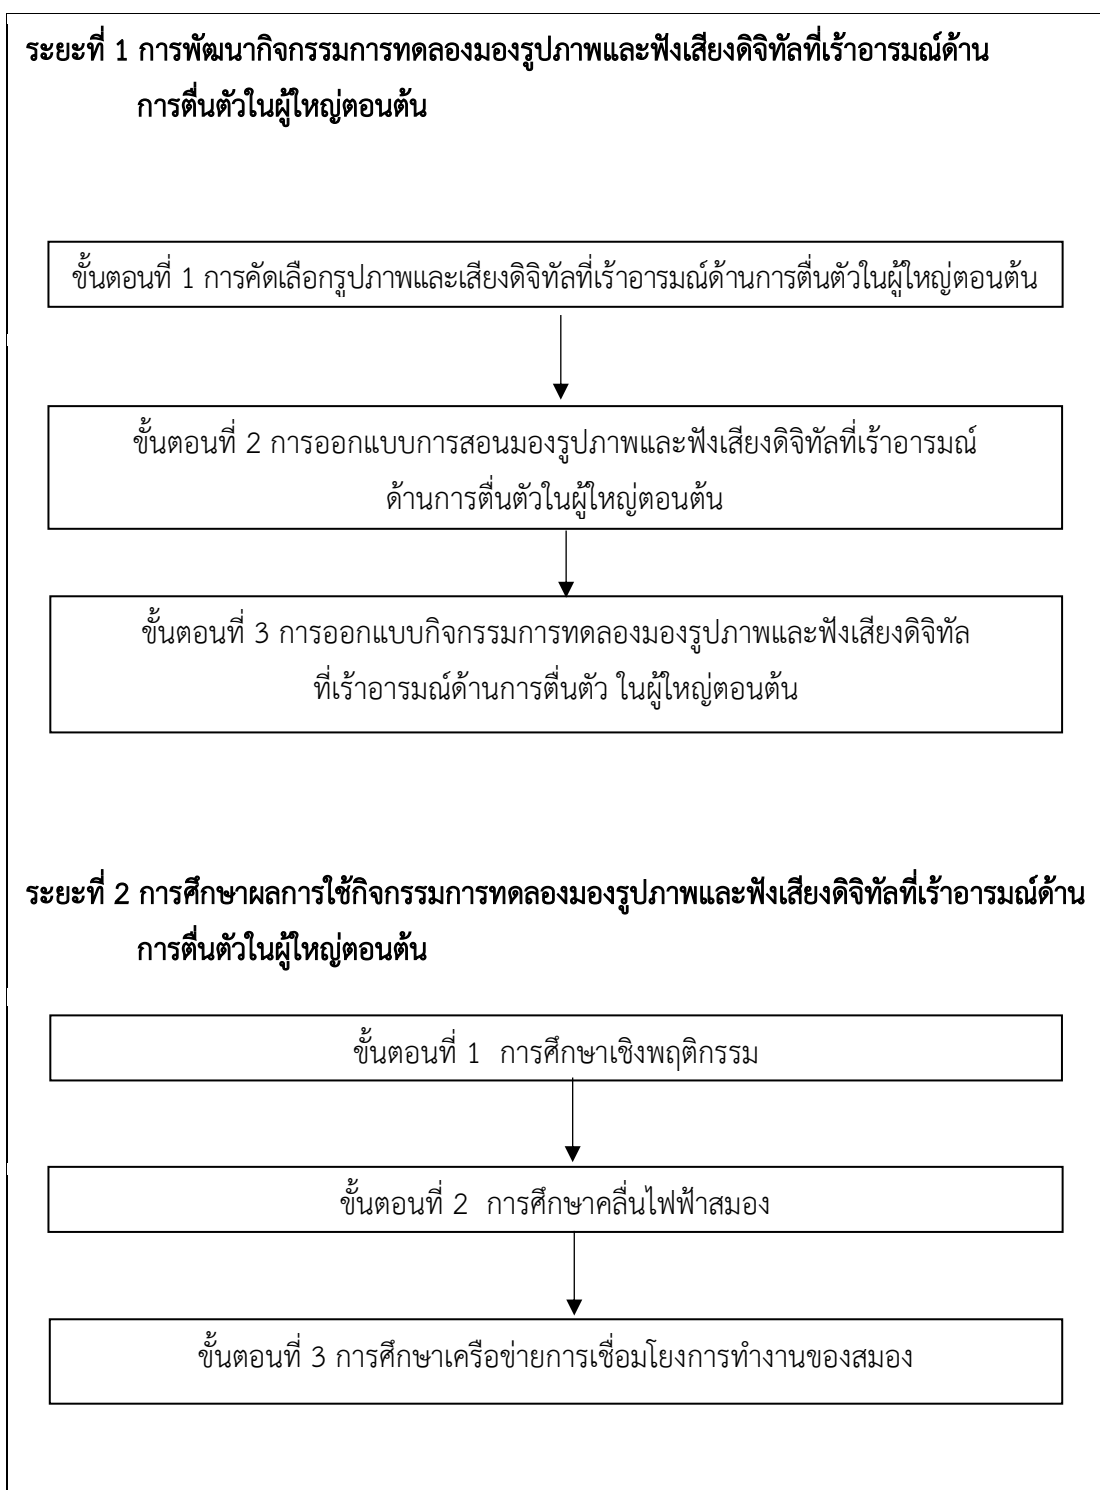 ระยะที่ 1 การพัฒนากิจกรรมการทดลองมองรูปภาพและฟังเสียงดิจิทัลที่เร้าอารมณ์ด้าน
การตื่นตัวในผู้ใหญ่ตอนต้น
ขั้นตอนที่ 1 การคัดเลือกรูปภาพและเสียงดิจิทัลที่เร้าอารมณ์ด้านการตื่นตัวในผู้ใหญ่ตอนต้น
ขั้นตอนที่ 2 การออกแบบการสอนมองรูปภาพและฟังเสียงดิจิทัลที่เร้าอารมณ์
ด้านการตื่นตัวในผู้ใหญ่ตอนต้น
ขั้นตอนที่ 3 การออกแบบกิจกรรมการทดลองมองรูปภาพและฟังเสียงดิจิทัล
ที่เร้าอารมณ์ด้านการตื่นตัว ในผู้ใหญ่ตอนต้น
ระยะที่ 2 การศึกษาผลการใช้กิจกรรมการทดลองมองรูปภาพและฟังเสียงดิจิทัลที่เร้าอารมณ์ด้าน
การตื่นตัวในผู้ใหญ่ตอนต้น
ขั้นตอนที่ 1 การศึกษาเชิงพฤติกรรม
ขั้นตอนที่ 2 การศึกษาคลื่นไฟฟ้าสมอง
ขั้นตอนที่ 3 การศึกษาเครือข่ายการเชื่อมโยงการทำงานของสมอง